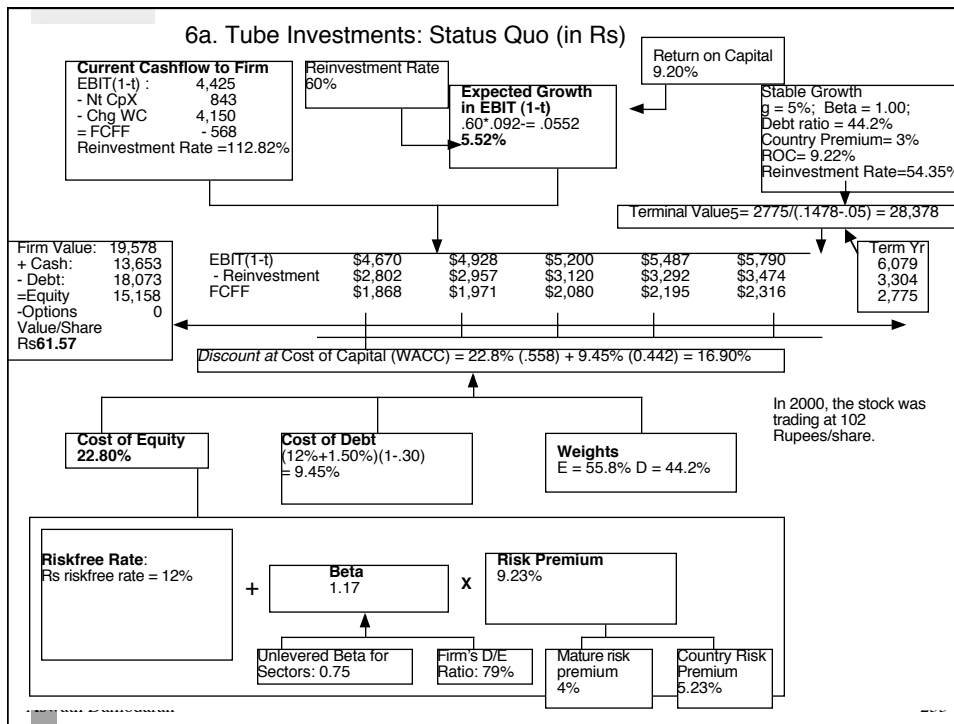 6a. Tube Investments: Status Quo (in Rs)
Current Cashflow to Firm
EBIT(1-t) : 4,425
- Nt CpX 843
- Chg WC 4,150
= FCFF - 568
Reinvestment Rate =112.82%
Reinvestment Rate
60%
Expected Growth
in EBIT (1-t)
.60*.092-= .0552
5.52%
Return on Capital
9.20%
Stable Growth
g = 5%; Beta = 1.00;
Debt ratio = 44.2%
Country Premium= 3%
ROC= 9.22%
Reinvestment Rate=54.35%
Terminal Value5= 2775/(.1478-.05) = 28,378
Firm Value: 19,578
+ Cash: 13,653
- Debt: 18,073
=Equity 15,158
-Options 0
Value/Share
Rs61.57
EBIT(1-t) $4,670 $4,928 $5,200 $5,487 $5,790
- Reinvestment $2,802 $2,957 $3,120 $3,292 $3,474
FCFF $1,868 $1,971 $2,080 $2,195 $2,316
Term Yr
6,079
3,304
2,775
Discount at Cost of Capital (WACC) = 22.8% (.558) + 9.45% (0.442) = 16.90%
In 2000, the stock was
trading at 102
Rupees/share.
Cost of Equity
22.80%
Cost of Debt
(12%+1.50%)(1-.30)
= 9.45%
Weights
E = 55.8% D = 44.2%
Riskfree Rate:
Rs riskfree rate = 12%
+
Beta
1.17
X
Risk Premium
9.23%
Unlevered Beta for
Sectors: 0.75
Firm's D/E
Ratio: 79%
Mature risk
premium
4%
Country Risk
Premium
5.23%